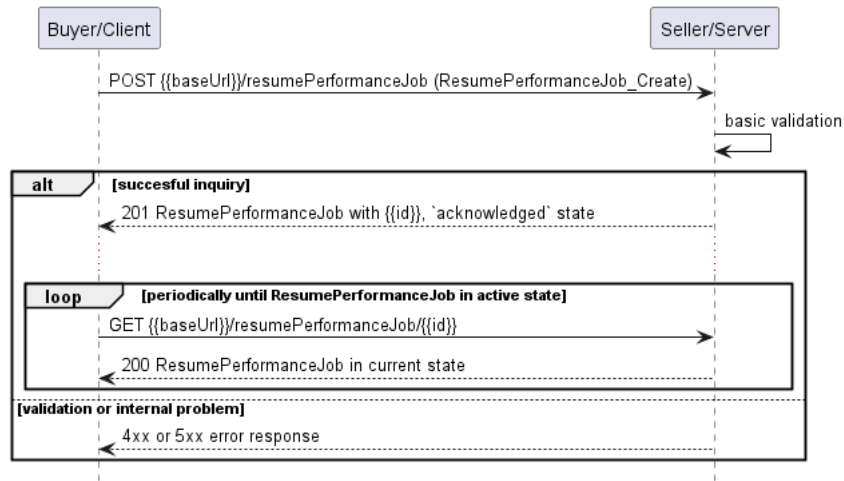 Buyer/Client
Seller/Server
POST {{baseUrl}}/resumePerformanceJob (ResumePerformanceJob_Create)
basic validation
alt
[succesful inquiry]
201 ResumePerformanceJob with {{id}}, `acknowledged` state
loop
[periodically until ResumePerformanceJob in active state]
GET {{baseUrl}}/resumePerformanceJob/{{id}}
200 ResumePerformanceJob in current state
[validation or internal problem]
4xx or 5xx error response